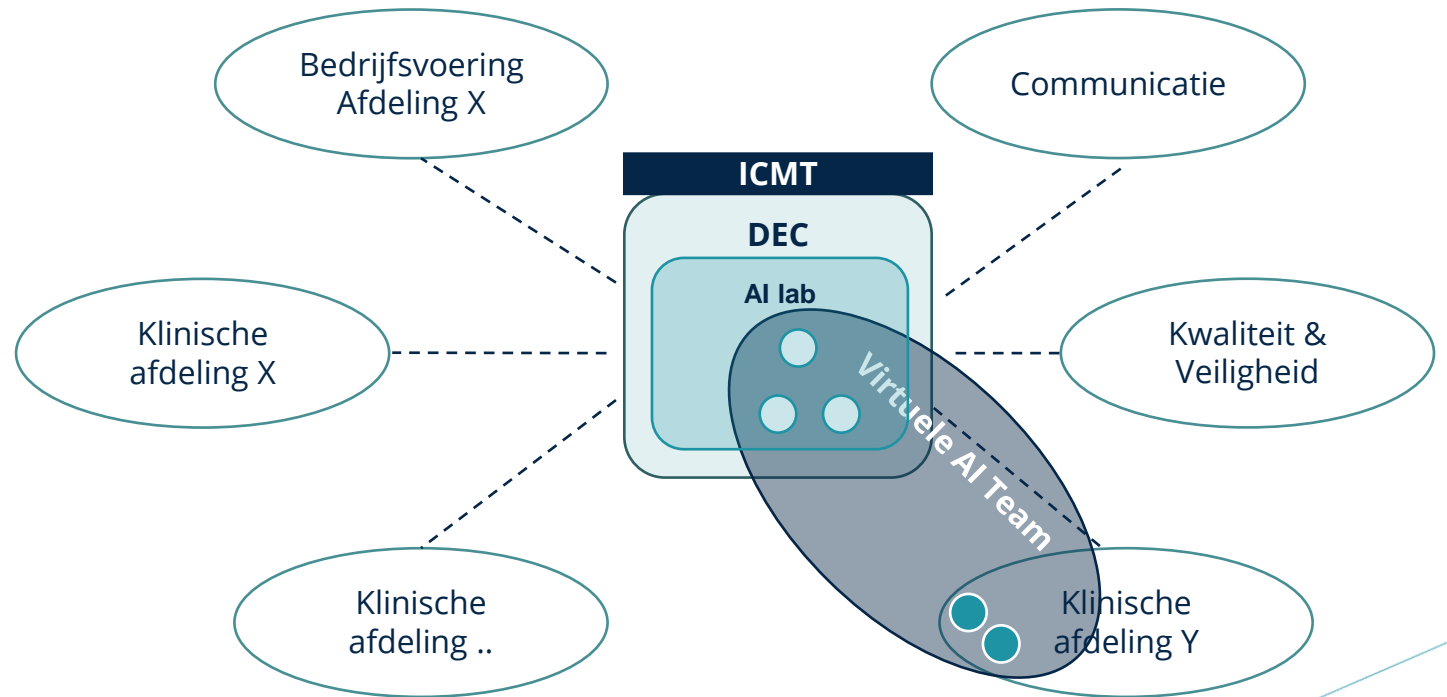 Bedrijfsvoering
Afdeling X
Communicatie
ICMT
DEC
AI lab
Klinische
afdeling X
Kwaliteit &
Veiligheid
Virtuele AI Team
Klinische
afdeling ..
Klinische
afdeling Y